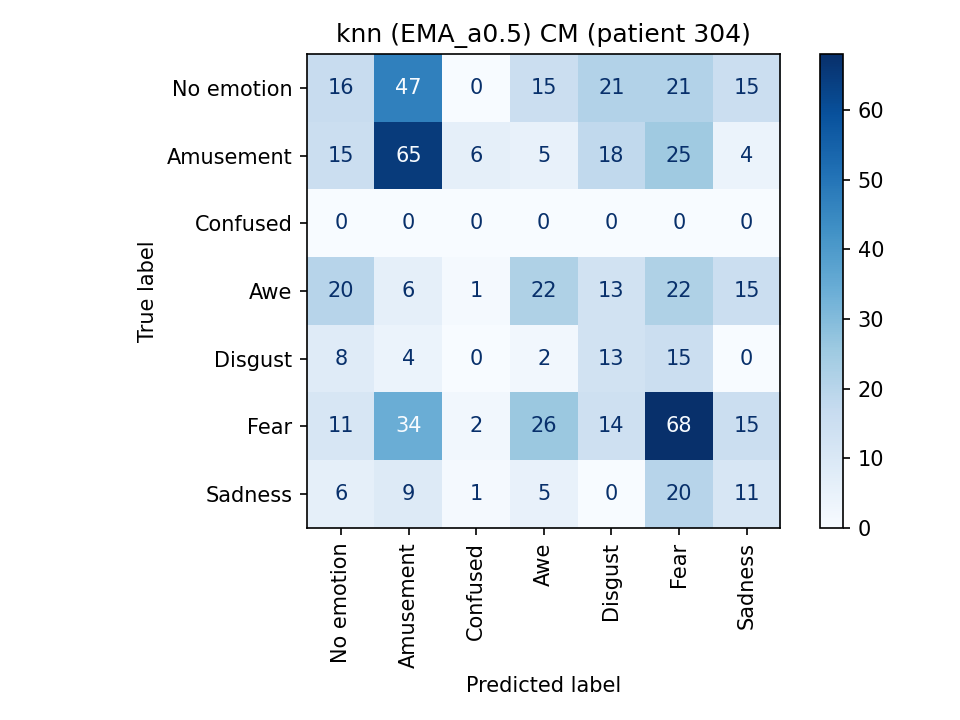 knn (EMA_a0.5) CM (patient 304)
No emotion 16 47 0 15 21 21 15
Amusement 15 65 6 5 18 25 4
Confused 0 0 0 0 0 0 0
Awe 20 6 1 22 13 22 15
Disgust 8 4 0 2 13 15 0
Fear 11 34 2 26 14 68 15
Sadness 6 9 1 5 0 20 11
True label
No emotion
Amusement
Confused
Awe
Disgust
Fear
Sadness
Predicted label
60
50
40
30
20
10
0